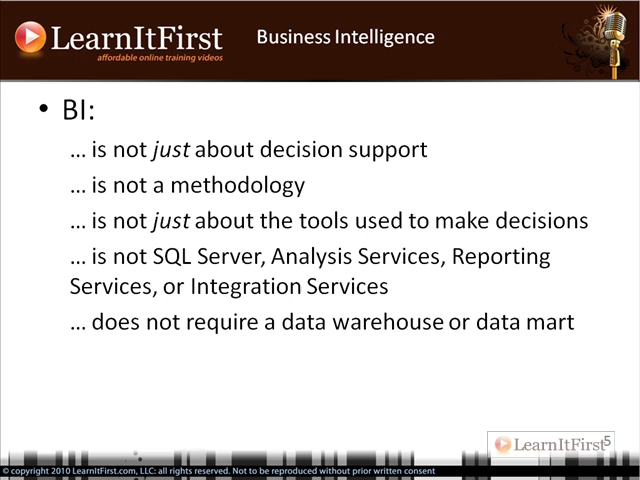 LearnItFirst
affordable online training videos
Business Intelligence
• BI:
… is not just about decision support
… is not a methodology
… is not just about the tools used to make decisions
… is not SQL Server, Analysis Services, Reporting
Services, or Integration Services
… does not require a data warehouse or data mart
LearnItFirst
5
© copyright 2010 LearnItFirst.com, LLC: all rights reserved. Not to be reproduced without prior written consent